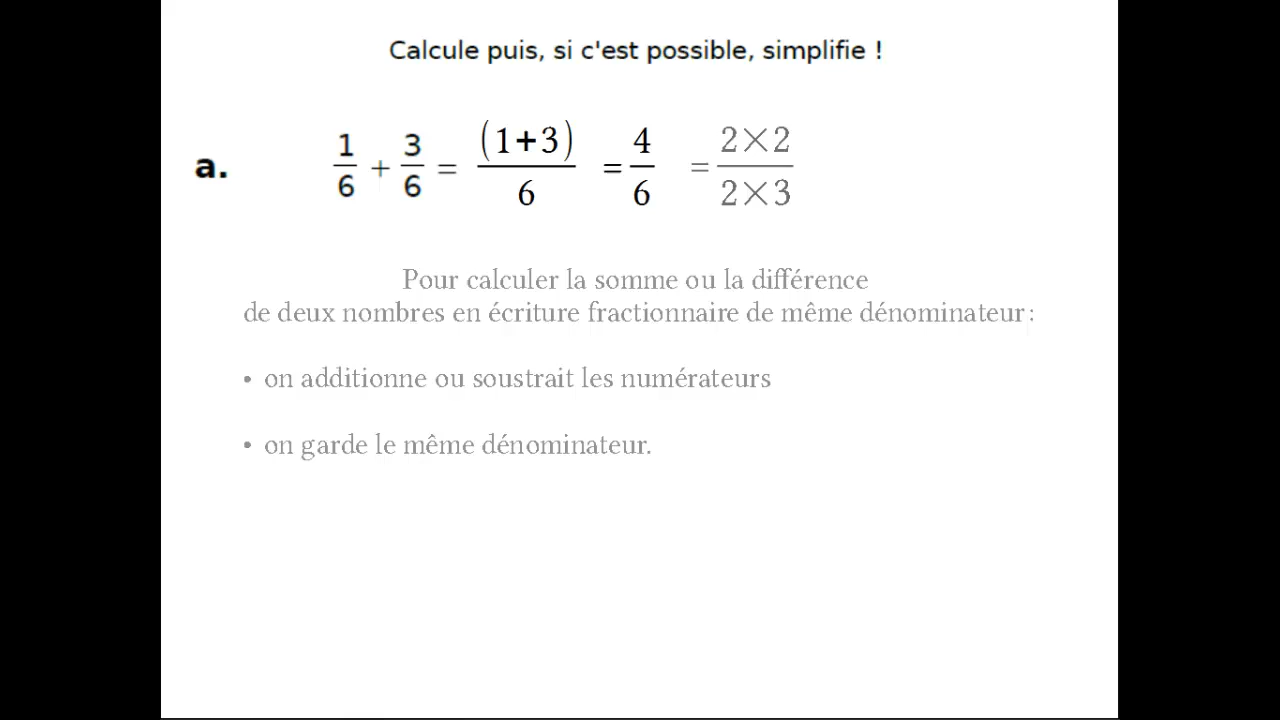 Calcule puis, si c'est possible, simplifie !
a. 1/6 + 3/6 = (1+3)/6 = 4/6 = 2×2/2×3
Pour calculer la somme ou la différence
de deux nombres en écriture fractionnaire de même dénominateur :
• on additionne ou soustrait les numérateurs
• on garde le même dénominateur.